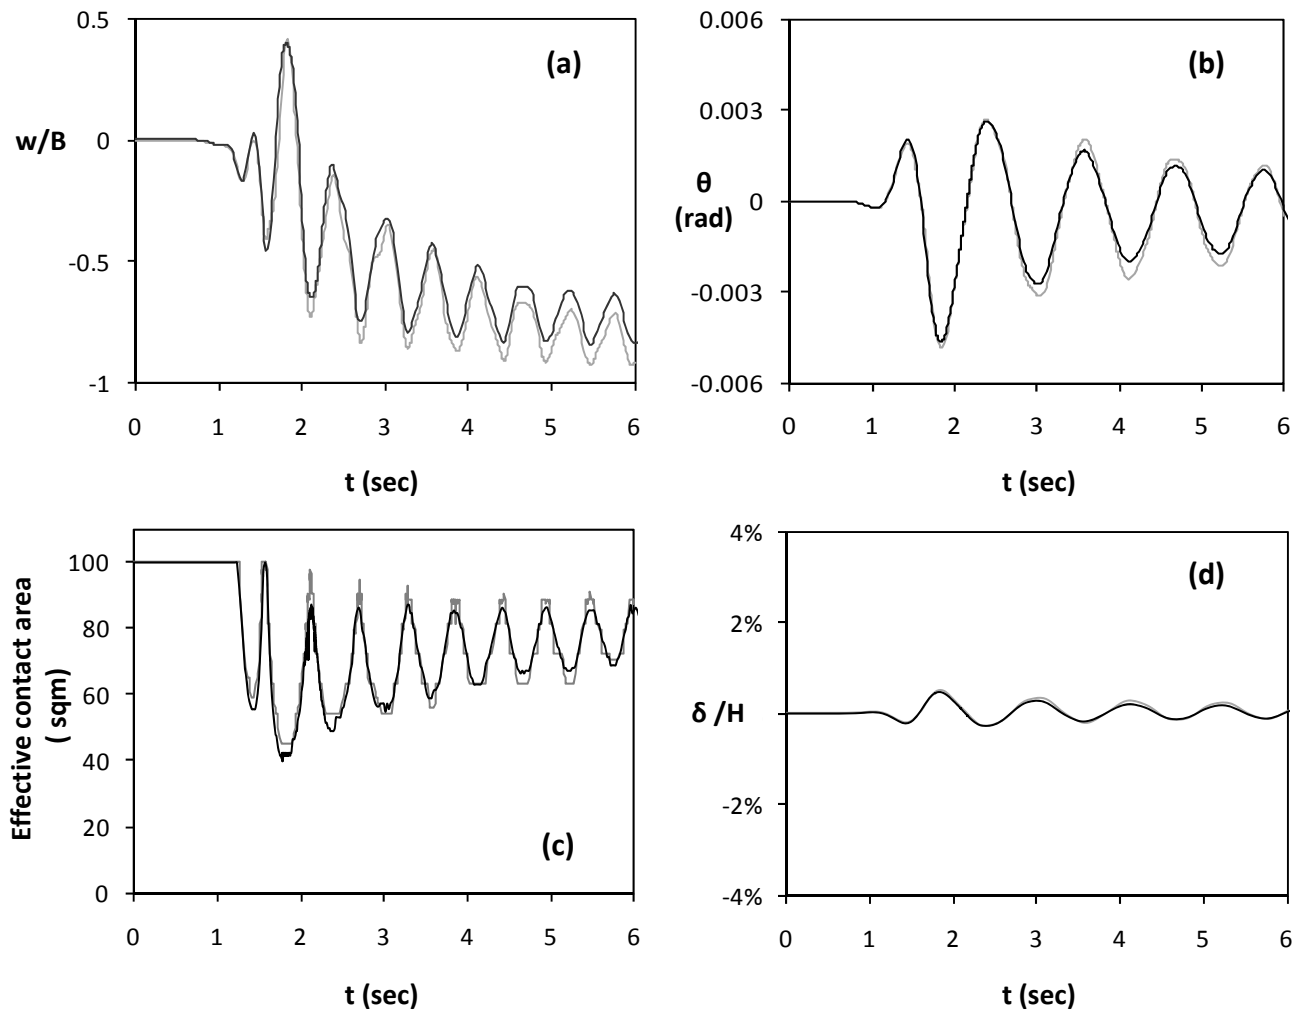 0.5
0
-0.5
-1
w/B
(a)
0 1 2 3 4 5 6
t (sec)
0.006
0.003
0
-0.003
-0.006
θ
(rad)
(b)
0 1 2 3 4 5 6
t (sec)
100
80
60
40
20
0
Effective contact area
( sqm)
(c)
0 1 2 3 4 5 6
t (sec)
4%
2%
δ /H
-2%
-4%
(d)
0 1 2 3 4 5 6
t (sec)